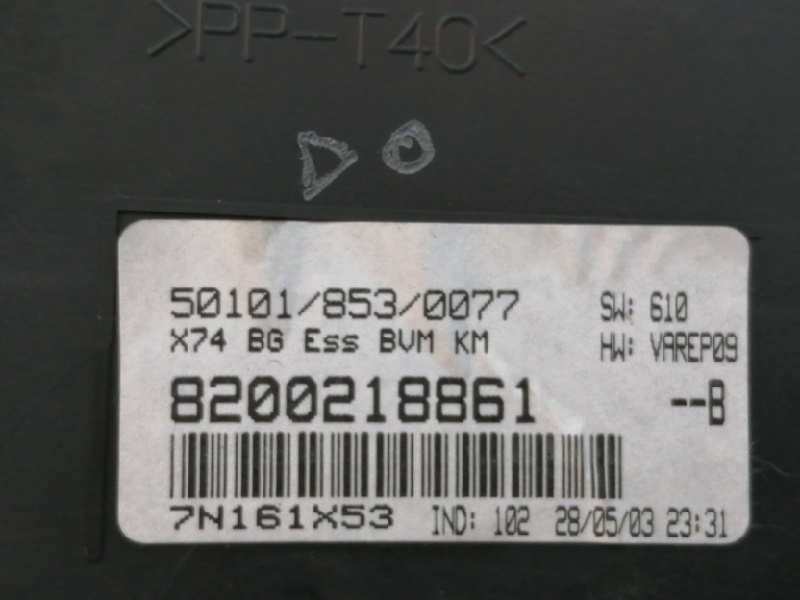 >PP-T40<
50101/853/0077 SW: 610
X74 BG Ess BVM KM HW: VAREP09
8200218861 --B
7N161X53 IND: 102 28/05/03 23:31